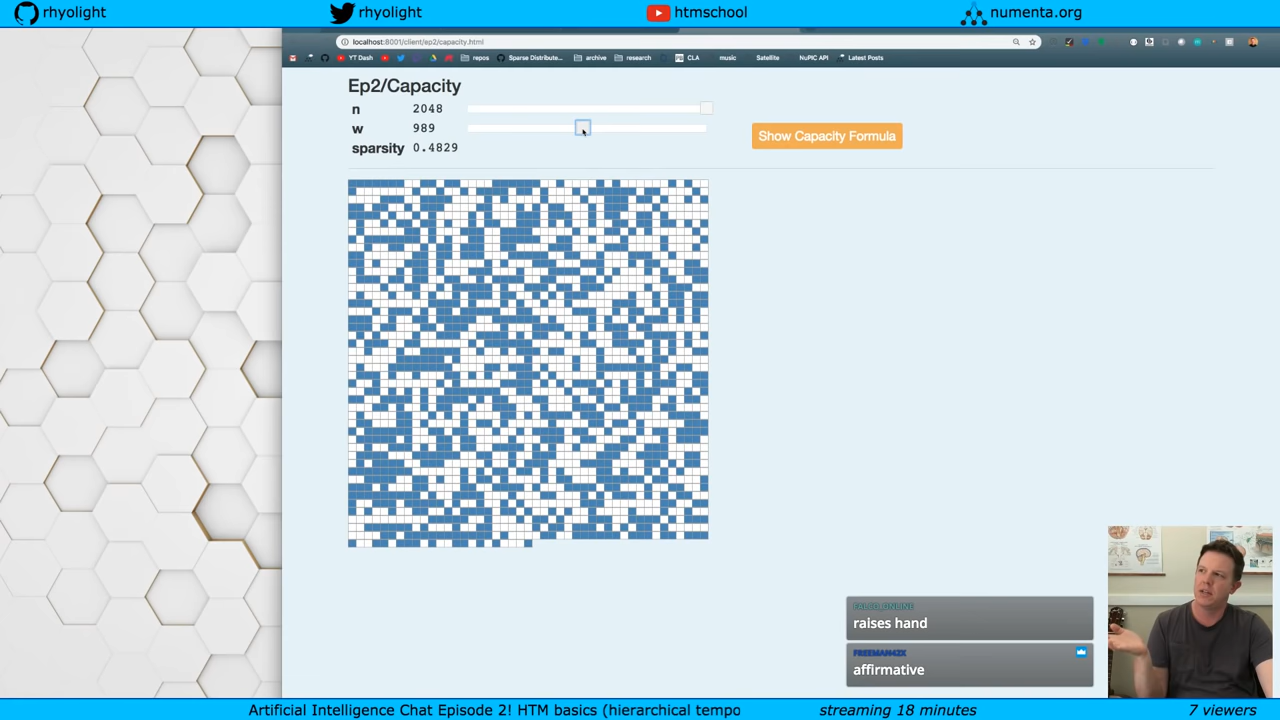 rhyolight
rhyolight
htmschool
numenta.org
localhost:8001/client/ep2/capacity.html
YT Dash
repos
Sparse Distribute...
archive
research
CLA
music
Satellite
NuPIC API
Latest Posts
Ep2/Capacity
n 2048
w 989
sparsity 0.4829
Show Capacity Formula
FALCO_ONLINE
raises hand
FREEMAN42X
affirmative
Artificial Intelligence Chat Episode 2! HTM basics (hierarchical tempo
streaming 18 minutes
7 viewers